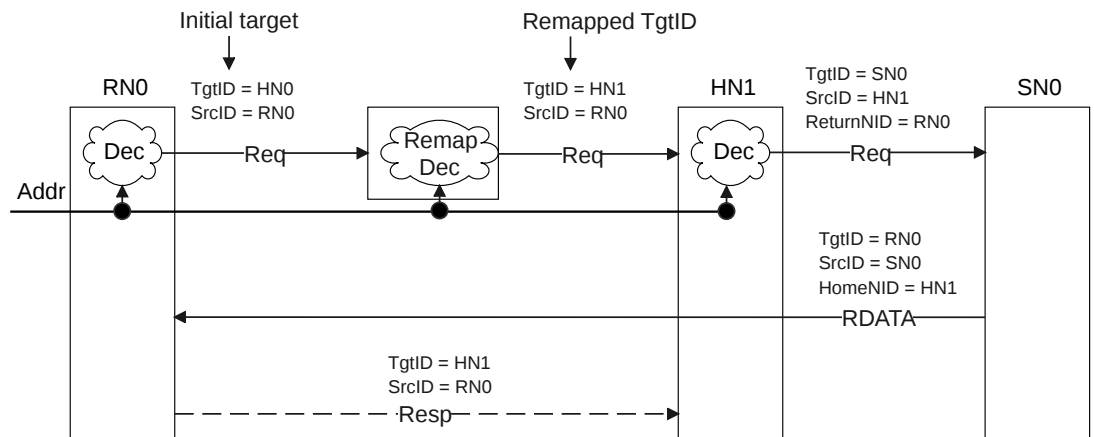 Initial target
Remapped TgtID
RN0
TgtID = HN0
SrcID = RN0
TgtID = HN1
SrcID = RN0
HN1
TgtID = SN0
SrcID = HN1
ReturnNID = RN0
SN0
Dec
Req
Remap
Dec
Req
Dec
Req
Addr
TgtID = RN0
SrcID = SN0
HomeNID = HN1
RDATA
TgtID = HN1
SrcID = RN0
Resp